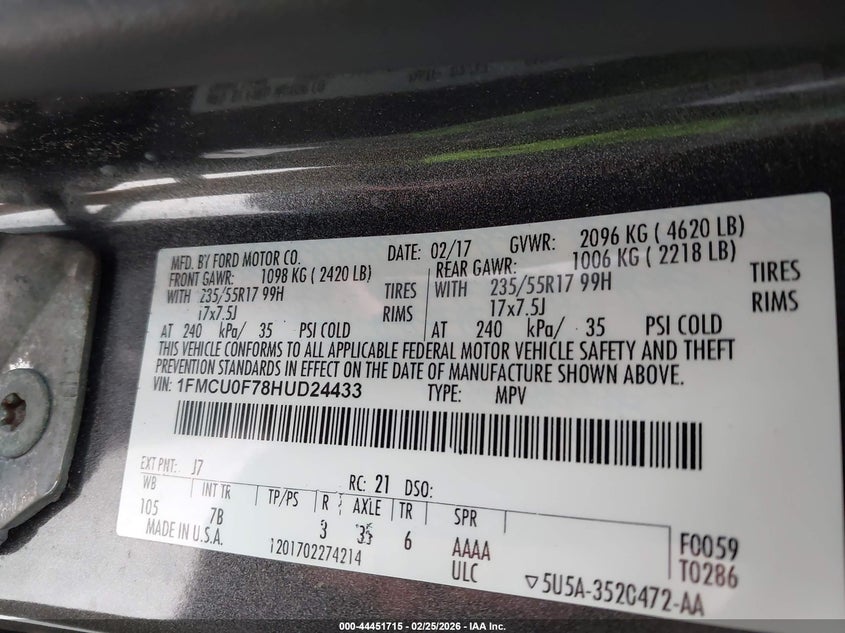 MFD. BY FORD MOTOR CO. DATE: 02/17 GVWR: 2096 KG ( 4620 LB)
FRONT GAWR: 1098 KG ( 2420 LB) REAR GAWR: 1006 KG ( 2218 LB)
WITH 235/55R17 99H TIRES WITH 235/55R17 99H TIRES
17x7.5J RIMS 17x7.5J RIMS
AT 240 kPa/ 35 PSI COLD AT 240 kPa/ 35 PSI COLD
THIS VEHICLE CONFORMS TO ALL APPLICABLE FEDERAL MOTOR VEHICLE SAFETY AND THEFT
PREVENTION STANDARDS IN EFFECT ON THE DATE OF MANUFACTURE SHOWN ABOVE.
VIN: 1FMCU0F78HUD24433 TYPE: MPV
EXT PNT: J7 RC: 21 DSO:
WB INT TR TP/PS R AXLE TR SPR
105 7B 3 35 6 AAAA F0059
MADE IN U.S.A. 1201702274214 ULC T0286
▽5U5A-3520472-AA
000-44451715 - 02/25/2026 - IAA Inc.